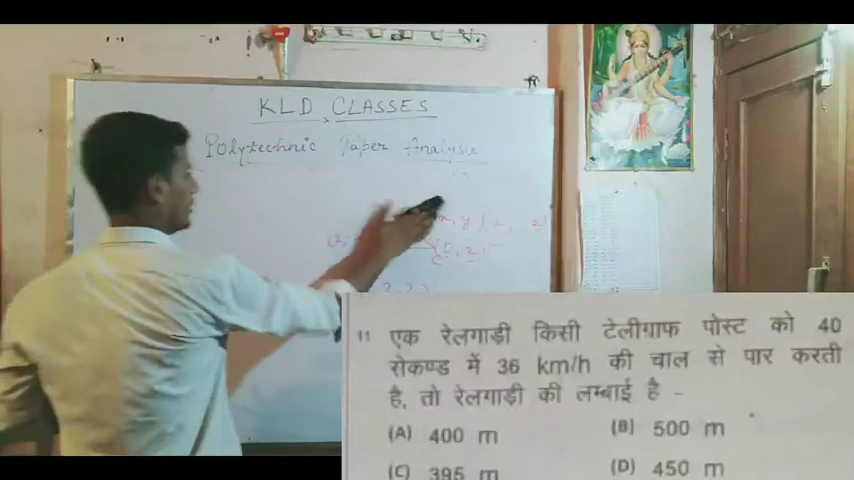 KLD CLASSES
Polytechnic Paper Analysis
11 एक रेलगाड़ी किसी टेलीगाफ पोस्ट को 40
सेकण्ड में 36 km/h की चाल से पार करती
है, तो रेलगाड़ी की लम्बाई है -
(A) 400 m (B) 500 m
(C) 395 m (D) 450 m